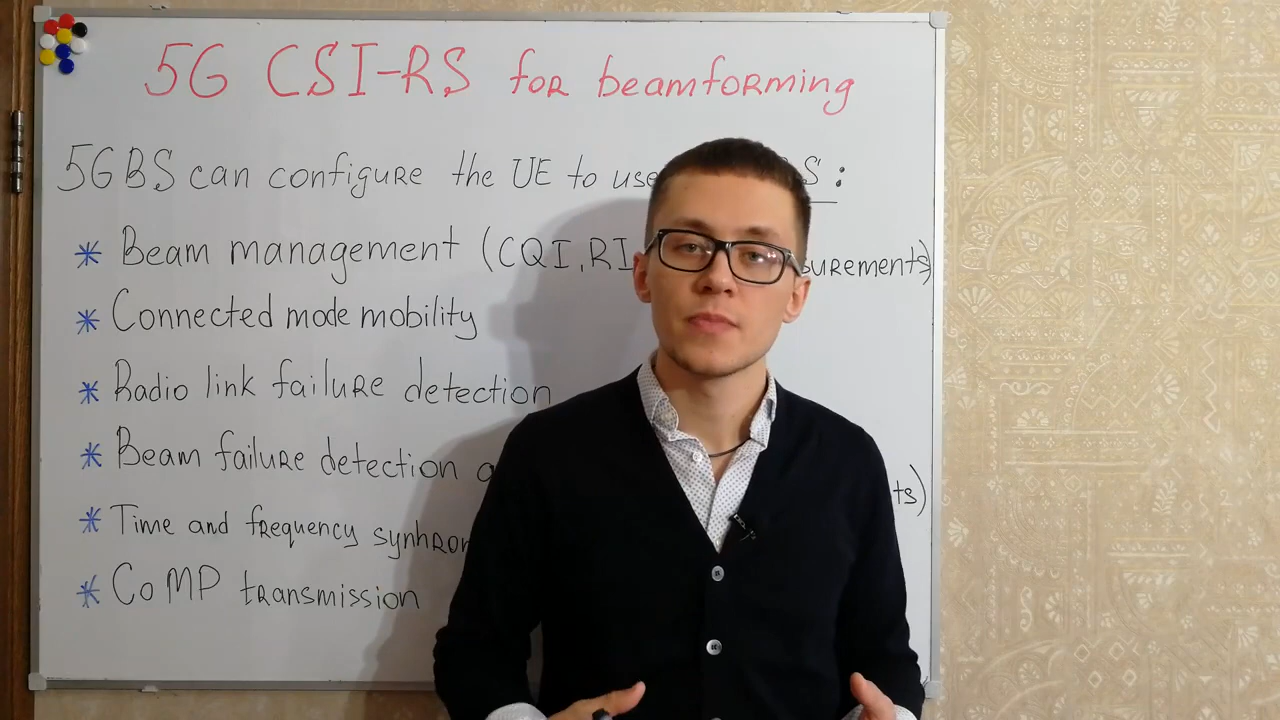 5G CSI-RS for beamforming
5G BS can configure the UE to use S:
* Beam management (CQI, RI urements)
* Connected mode mobility
* Radio link failure detection
* Beam failure detection ts)
* Time and frequency synhron
* CoMP transmission